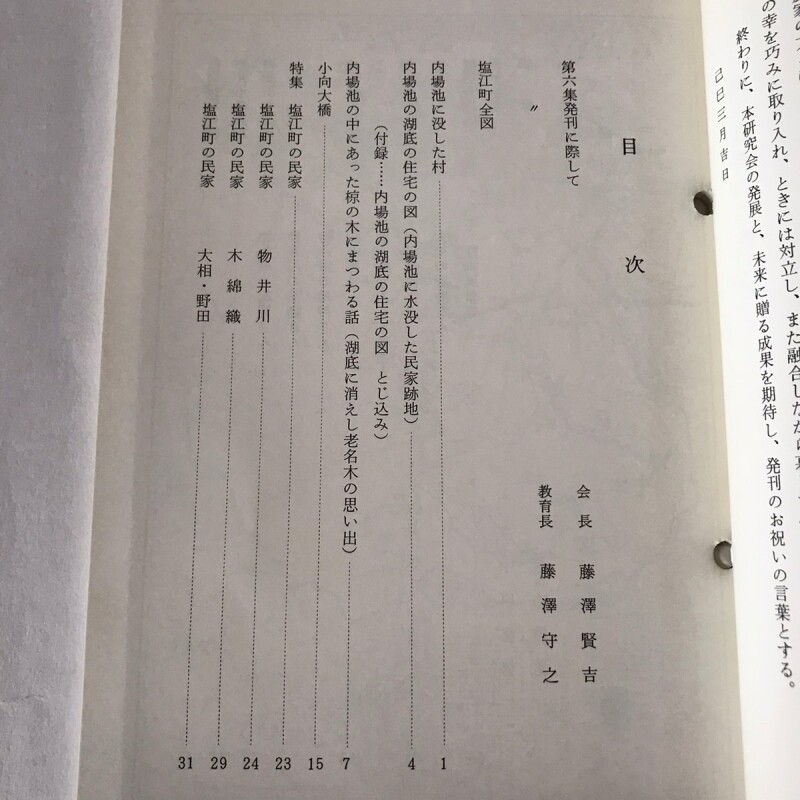 の幸を巧みに取り入れ、ときには対立し、また融合しながら
終わりに、本研究会の発展と、未来に贈る成果を期待し、発刊のお祝いの言葉とする。
己巳三月吉日
目次
第六集発刊に際して 会長 藤澤賢吉
〃 教育長 藤澤守之
塩江町全図
内場池に没した村 1
内場池の湖底の住宅の図(内場池に水没した民家跡地) 4
(付録……内場池の湖底の住宅の図 とじ込み)
内場池の中にあった椋の木にまつわる話(湖底に消えし老名木の思い出) 7
小向大橋 15
特集 塩江町の民家 23
塩江町の民家 物井川 24
塩江町の民家 木綿織 29
塩江町の民家 大相・野田 31